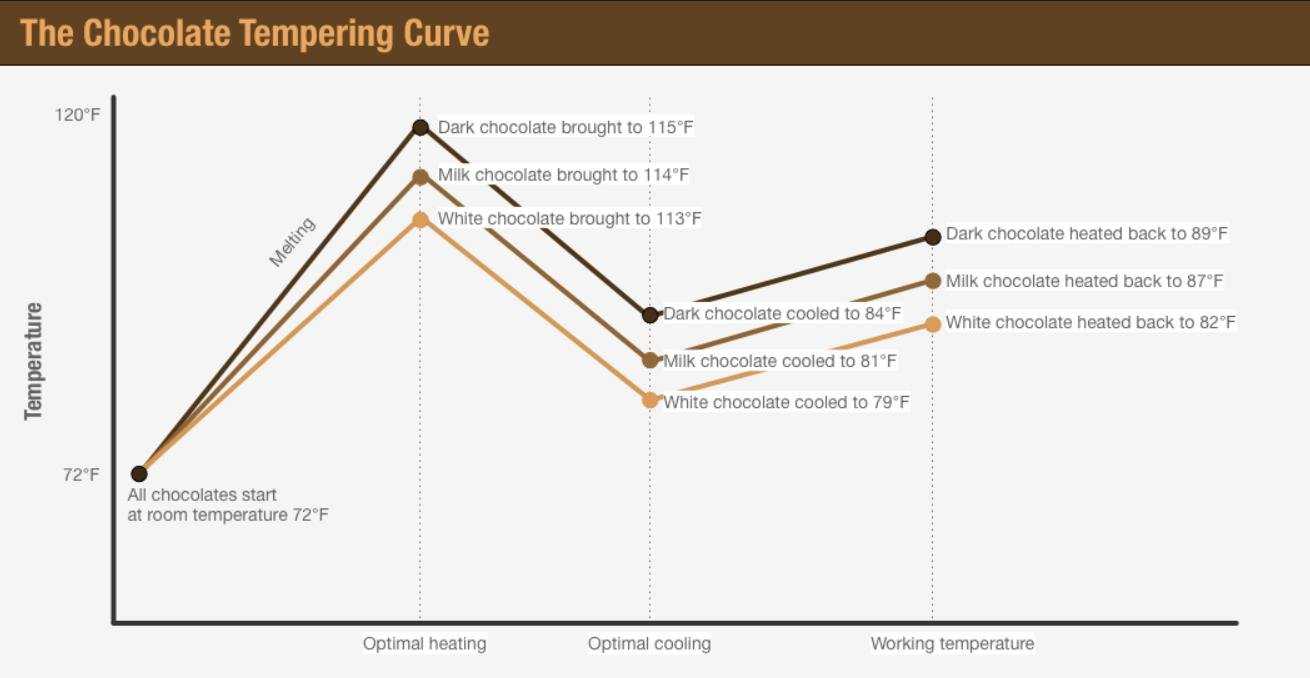 The Chocolate Tempering Curve
120°F
Dark chocolate brought to 115°F
Milk chocolate brought to 114°F
White chocolate brought to 113°F
Melting
Dark chocolate heated back to 89°F
Milk chocolate heated back to 87°F
White chocolate heated back to 82°F
Dark chocolate cooled to 84°F
Milk chocolate cooled to 81°F
White chocolate cooled to 79°F
Temperature
72°F
All chocolates start
at room temperature 72°F
Optimal heating
Optimal cooling
Working temperature